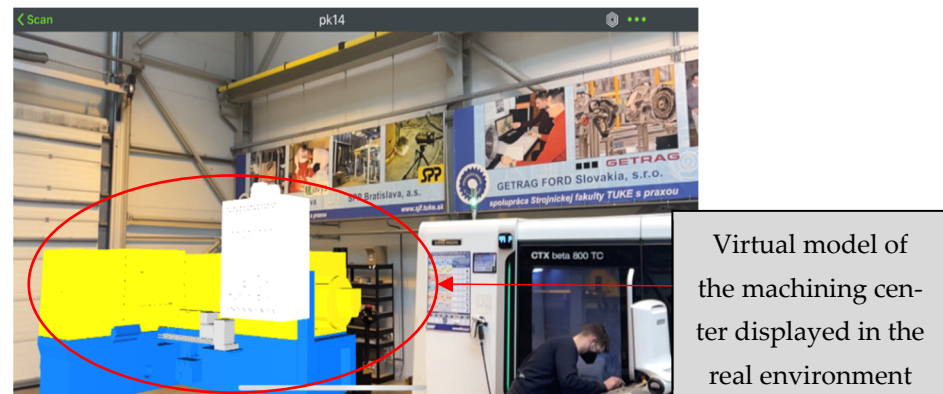 Scan
pk14
SPP Bratislava, a.s.
SPP
www.sjf.tuke.sk
GETRAG
GETRAG FORD Slovakia, s.r.o.
spolupráca Strojníckej fakulty TUKE s praxou
CTX beta 800 TC
Virtual model of
the machining cen-
ter displayed in the
real environment